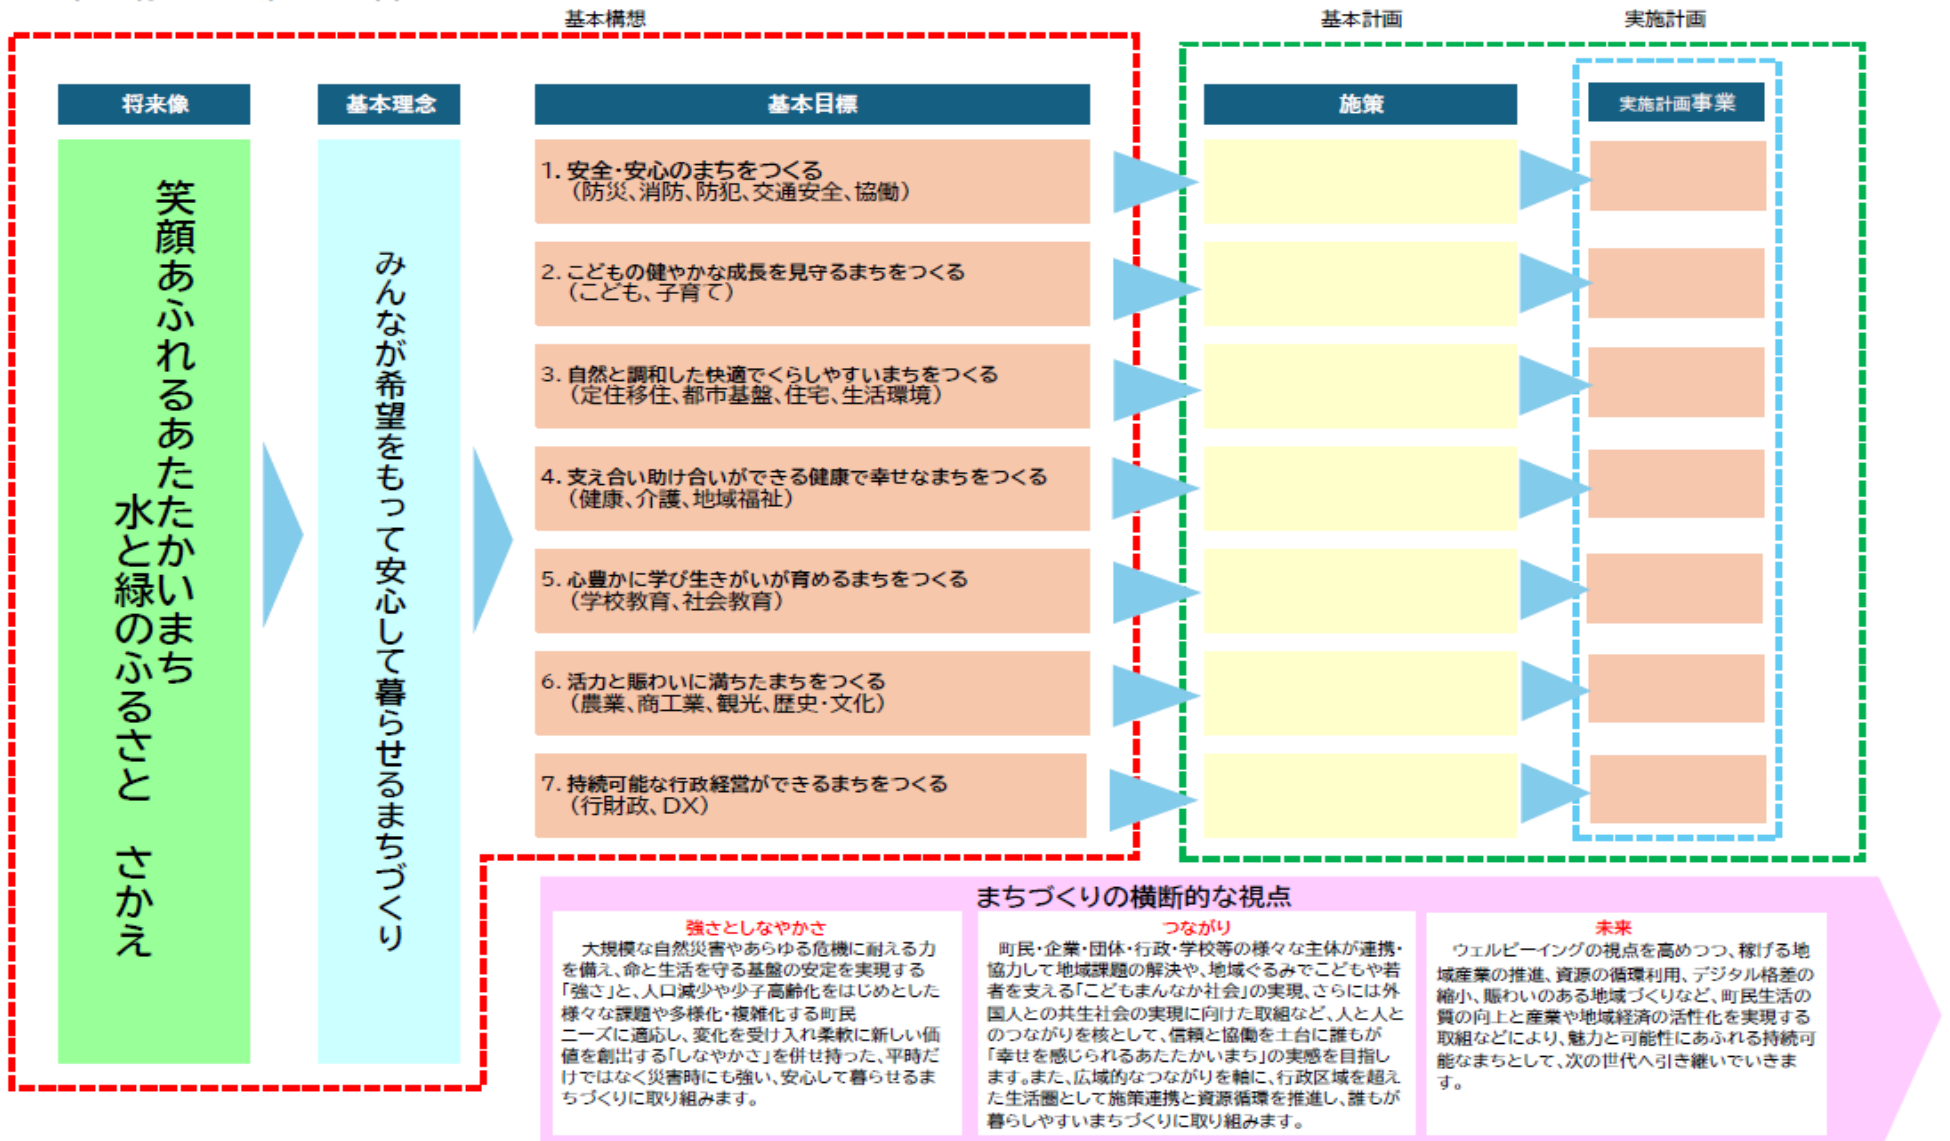 基本構想
基本計画
実施計画
将来像
基本理念
基本目標
施策
実施計画事業
笑顔あふれるあたたかいまち
水と緑のふるさと　さかえ
みんなが希望をもって安心して暮らせるまちづくり
1. 安全・安心のまちをつくる
（防災、消防、防犯、交通安全、協働）
2. こどもの健やかな成長を見守るまちをつくる
（こども、子育て）
3. 自然と調和した快適でくらしやすいまちをつくる
（定住移住、都市基盤、住宅、生活環境）
4. 支え合い助け合いができる健康で幸せなまちをつくる
（健康、介護、地域福祉）
5. 心豊かに学び生きがいが育めるまちをつくる
（学校教育、社会教育）
6. 活力と賑わいに満ちたまちをつくる
（農業、商工業、観光、歴史・文化）
7. 持続可能な行政経営ができるまちをつくる
（行財政、DX）
まちづくりの横断的な視点
強さとしなやかさ
大規模な自然災害やあらゆる危機に耐える力
を備え、命と生活を守る基盤の安定を実現する
「強さ」と、人口減少や少子高齢化をはじめとした
様々な課題や多様化・複雑化する町民
ニーズに適応し、変化を受け入れ柔軟に新しい価
値を創出する「しなやかさ」を併せ持った、平時だ
けではなく災害時にも強い、安心して暮らせるま
ちづくりに取り組みます。
つながり
町民・企業・団体・行政・学校等の様々な主体が連携・
協力して地域課題の解決や、地域ぐるみでこどもや若
者を支える「こどもまんなか社会」の実現、さらには外
国人との共生社会の実現に向けた取組など、人と人と
のつながりを核として、信頼と協働を土台に誰もが
「幸せを感じられるあたたかいまち」の実感を目指し
ます。また、広域的なつながりを軸に、行政区域を超え
た生活圏として施策連携と資源循環を推進し、誰もが
暮らしやすいまちづくりに取り組みます。
未来
ウェルビーイングの視点を高めつつ、稼げる地
域産業の推進、資源の循環利用、デジタル格差の
縮小、賑わいのある地域づくりなど、町民生活の
質の向上と産業や地域経済の活性化を実現する
取組などにより、魅力と可能性にあふれる持続可
能なまちとして、次の世代へ引き継いでいきま
す。